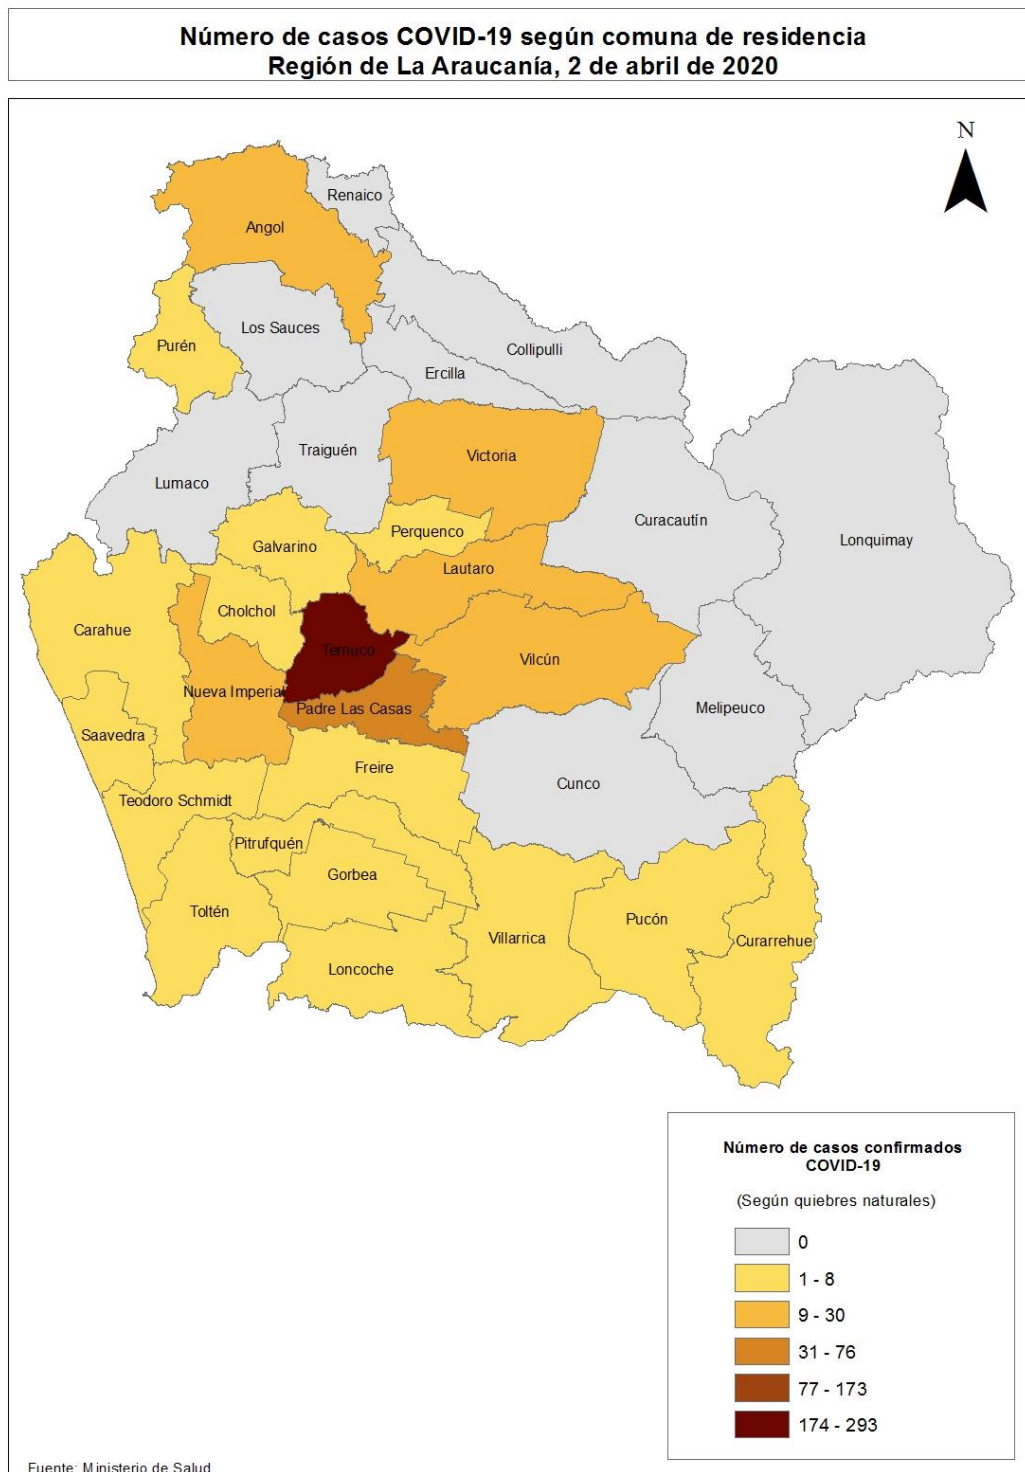 Número de casos COVID-19 según comuna de residencia
Región de La Araucanía, 2 de abril de 2020
N
Renaico
Angol
Los Sauces
Purén
Collipulli
Ercilla
Traiguén
Victoria
Lumaco
Curacautín
Perquenco
Lonquimay
Galvarino
Lautaro
Cholchol
Carahue
Temuco
Vilcún
Nueva Imperial
Padre Las Casas
Melipeuco
Saavedra
Freire
Cunco
Teodoro Schmidt
Pitrufquén
Gorbea
Toltén
Pucón
Villarrica
Curarrehue
Loncoche
Número de casos confirmados
COVID-19
(Según quiebres naturales)
0
1 - 8
9 - 30
31 - 76
77 - 173
174 - 293
Fuente: Ministerio de Salud